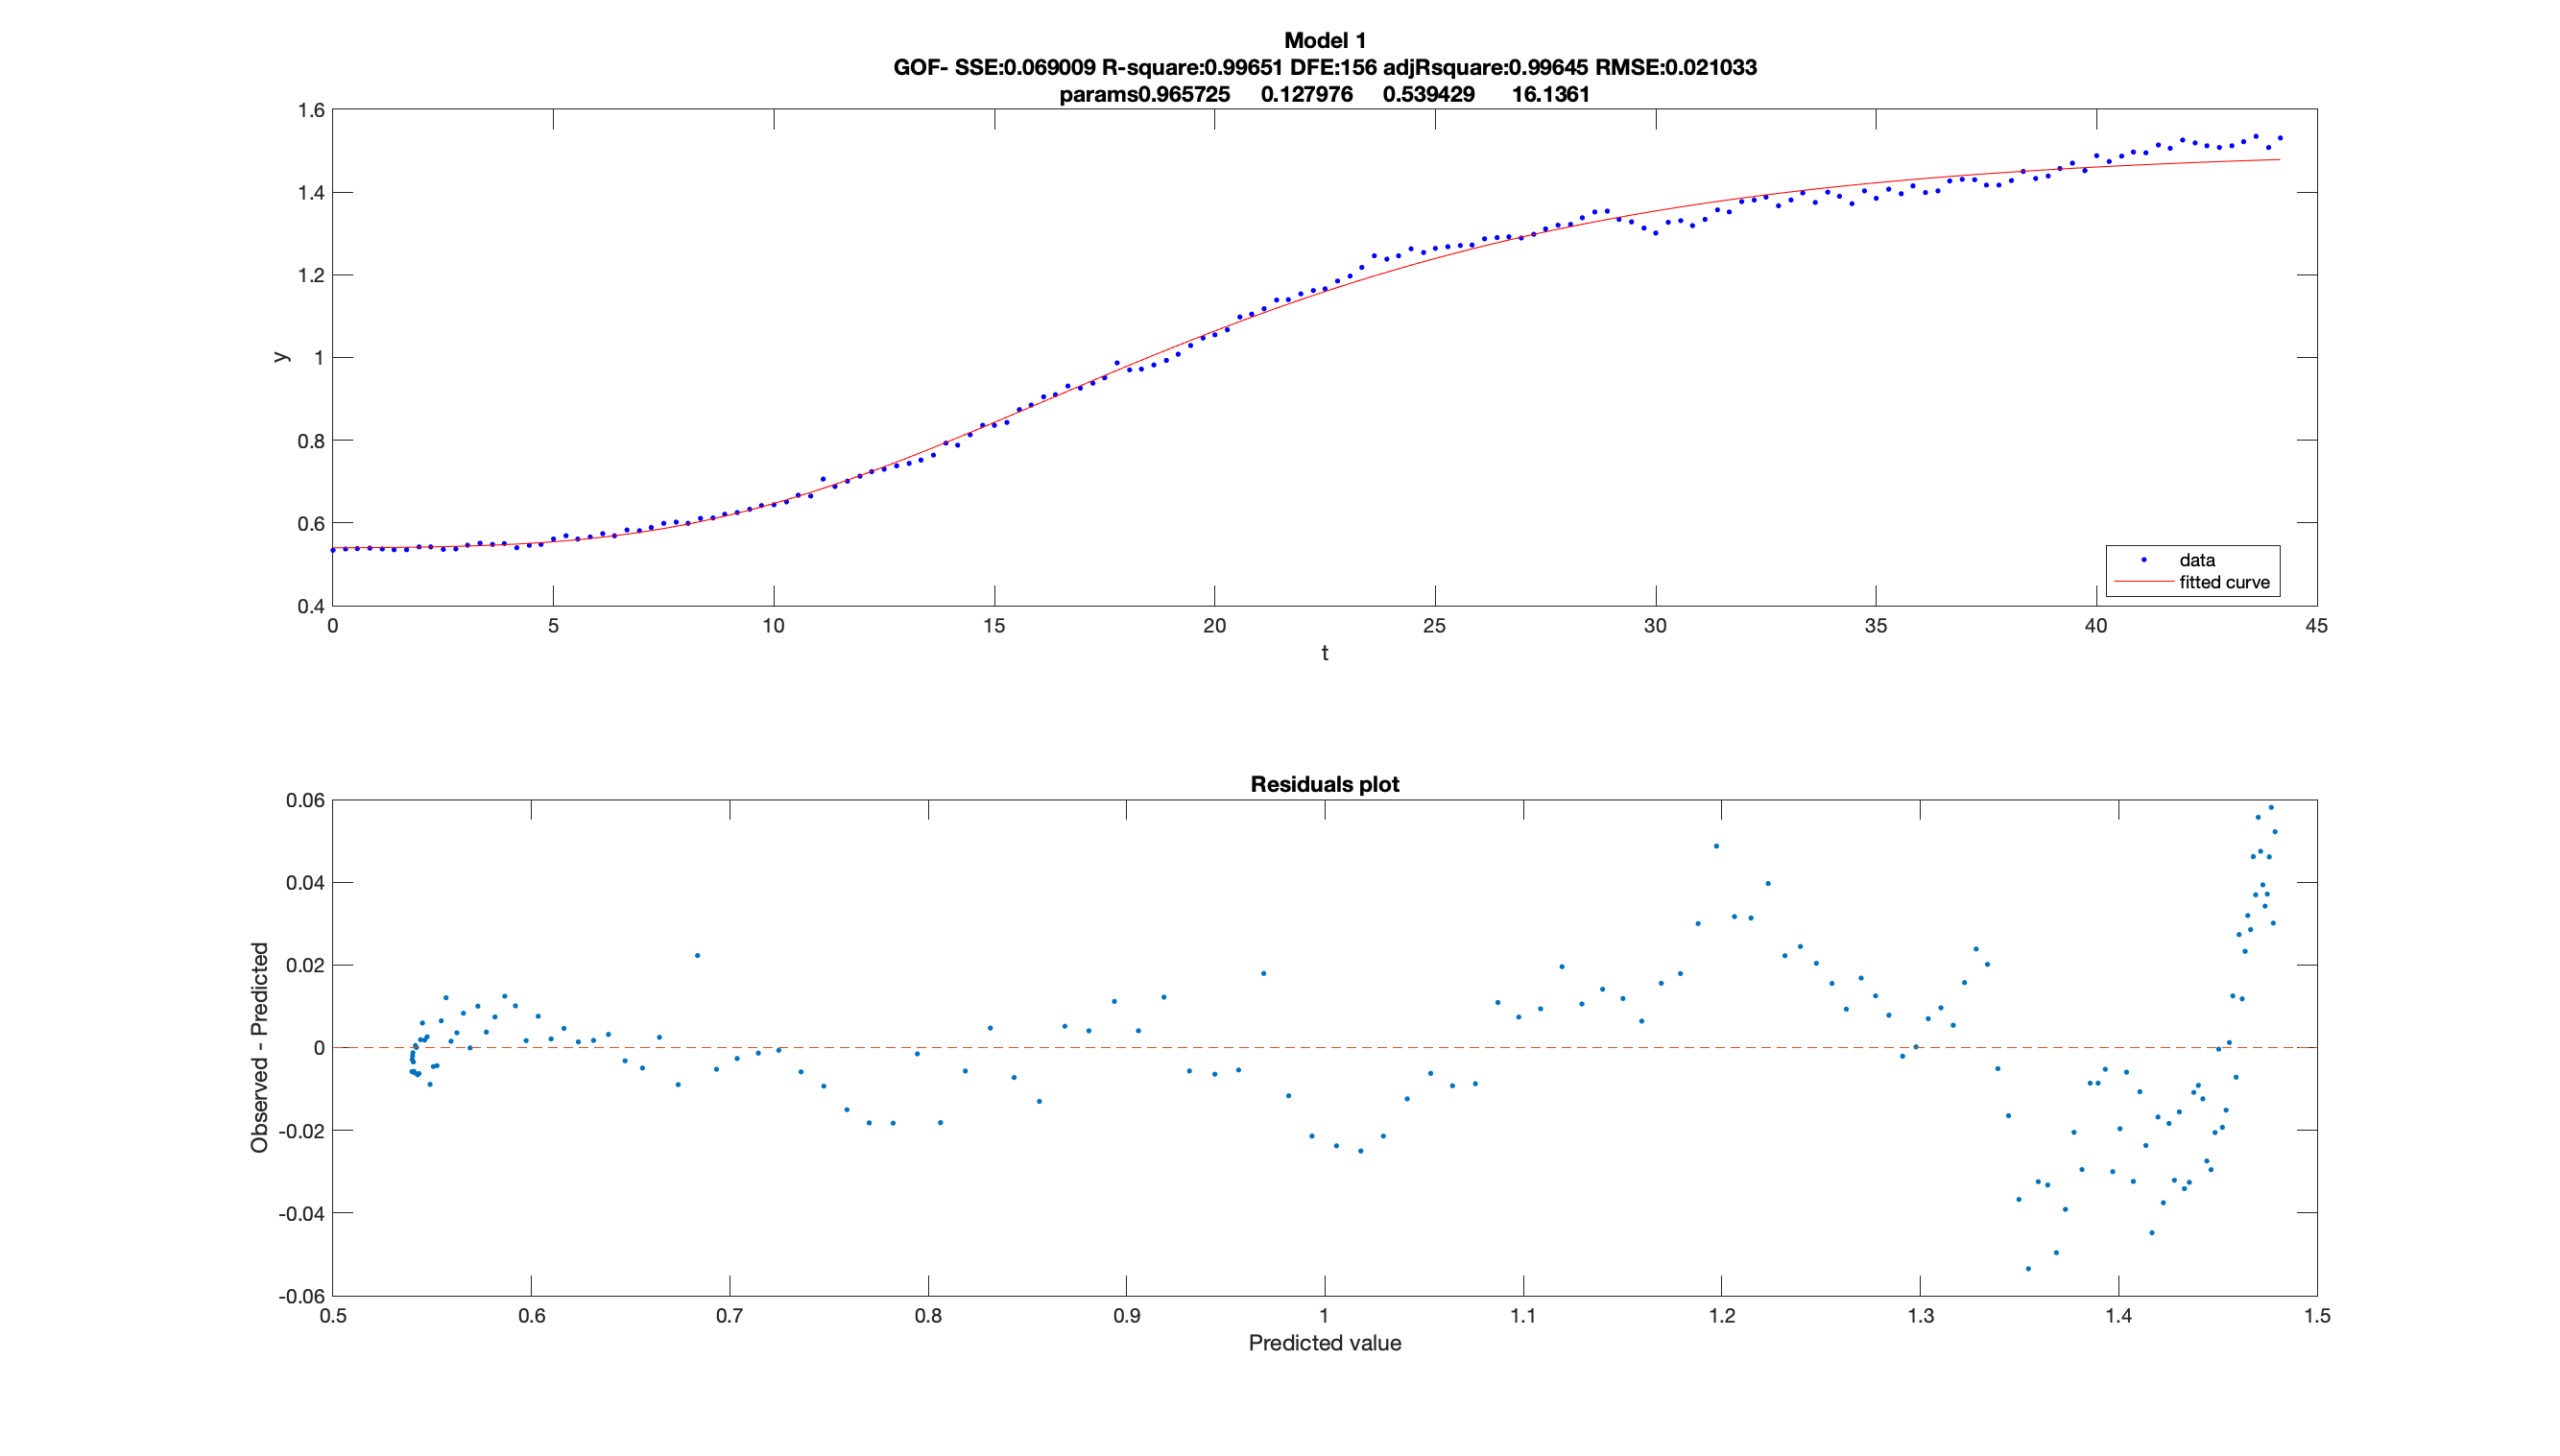 Model 1
GOF- SSE:0.069009 R-square:0.99651 DFE:156 adjRsquare:0.99645 RMSE:0.021033
params0.965725 0.127976 0.539429 16.1361
1.6
1.4
1.2
1
0.8
0.6
0.4
y
0 5 10 15 20 25 30 35 40 45
t
data
fitted curve
Residuals plot
0.06
0.04
0.02
0
-0.02
-0.04
-0.06
Observed - Predicted
0.5 0.6 0.7 0.8 0.9 1 1.1 1.2 1.3 1.4 1.5
Predicted value